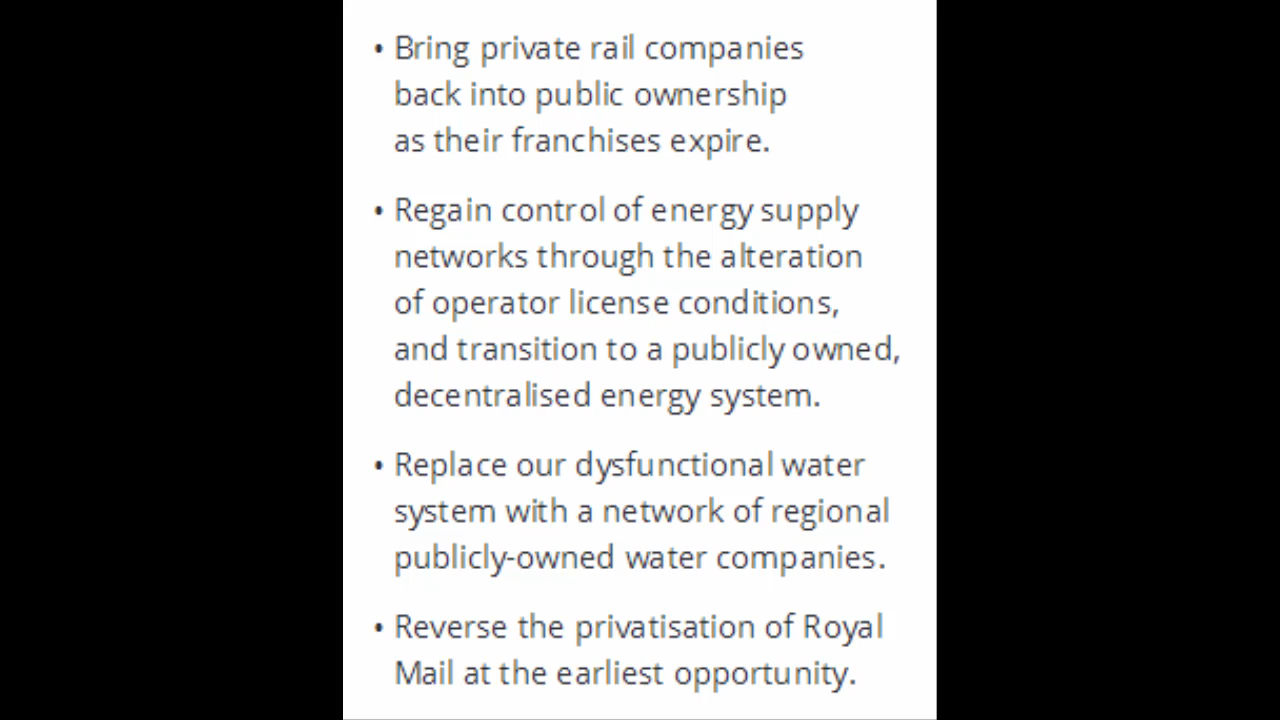 • Bring private rail companies
back into public ownership
as their franchises expire.
• Regain control of energy supply
networks through the alteration
of operator license conditions,
and transition to a publicly owned,
decentralised energy system.
• Replace our dysfunctional water
system with a network of regional
publicly-owned water companies.
• Reverse the privatisation of Royal
Mail at the earliest opportunity.